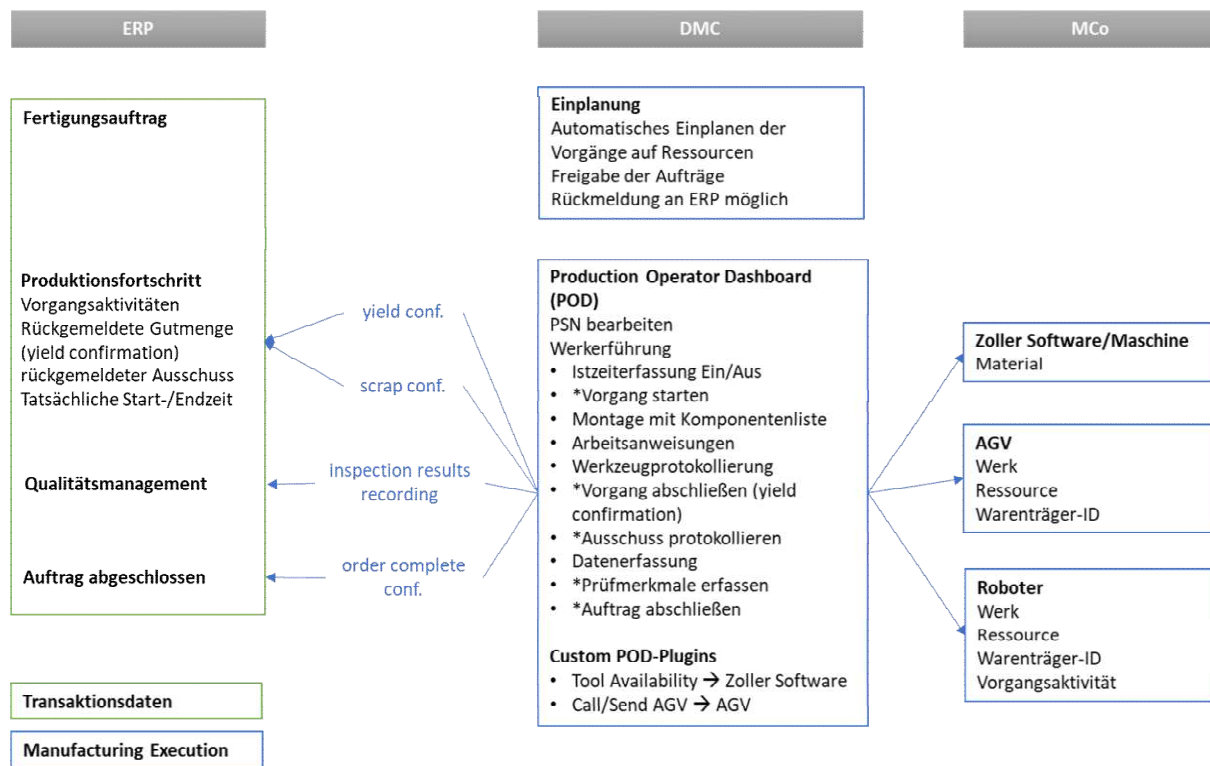 ERP
DMC
MCo
Fertigungsauftrag
Produktionsfortschritt
Vorgangsaktivitäten
Rückgemeldete Gutmenge
(yield confirmation)
rückgemeldeter Ausschuss
Tatsächliche Start-/Endzeit
Qualitätsmanagement
Auftrag abgeschlossen
Transaktionsdaten
Manufacturing Execution
yield conf.
scrap conf.
inspection results
recording
order complete
conf.
Einplanung
Automatisches Einplanen der
Vorgänge auf Ressourcen
Freigabe der Aufträge
Rückmeldung an ERP möglich
Production Operator Dashboard
(POD)
PSN bearbeiten
Werkerführung
• Istzeiterfassung Ein/Aus
• *Vorgang starten
• Montage mit Komponentenliste
• Arbeitsanweisungen
• Werkzeugprotokollierung
• *Vorgang abschließen (yield
confirmation)
• *Ausschuss protokollieren
• Datenerfassung
• *Prüfmerkmale erfassen
• *Auftrag abschließen
Custom POD-Plugins
• Tool Availability → Zoller Software
• Call/Send AGV → AGV
Zoller Software/Maschine
Material
AGV
Werk
Ressource
Warenträger-ID
Roboter
Werk
Ressource
Warenträger-ID
Vorgangsaktivität